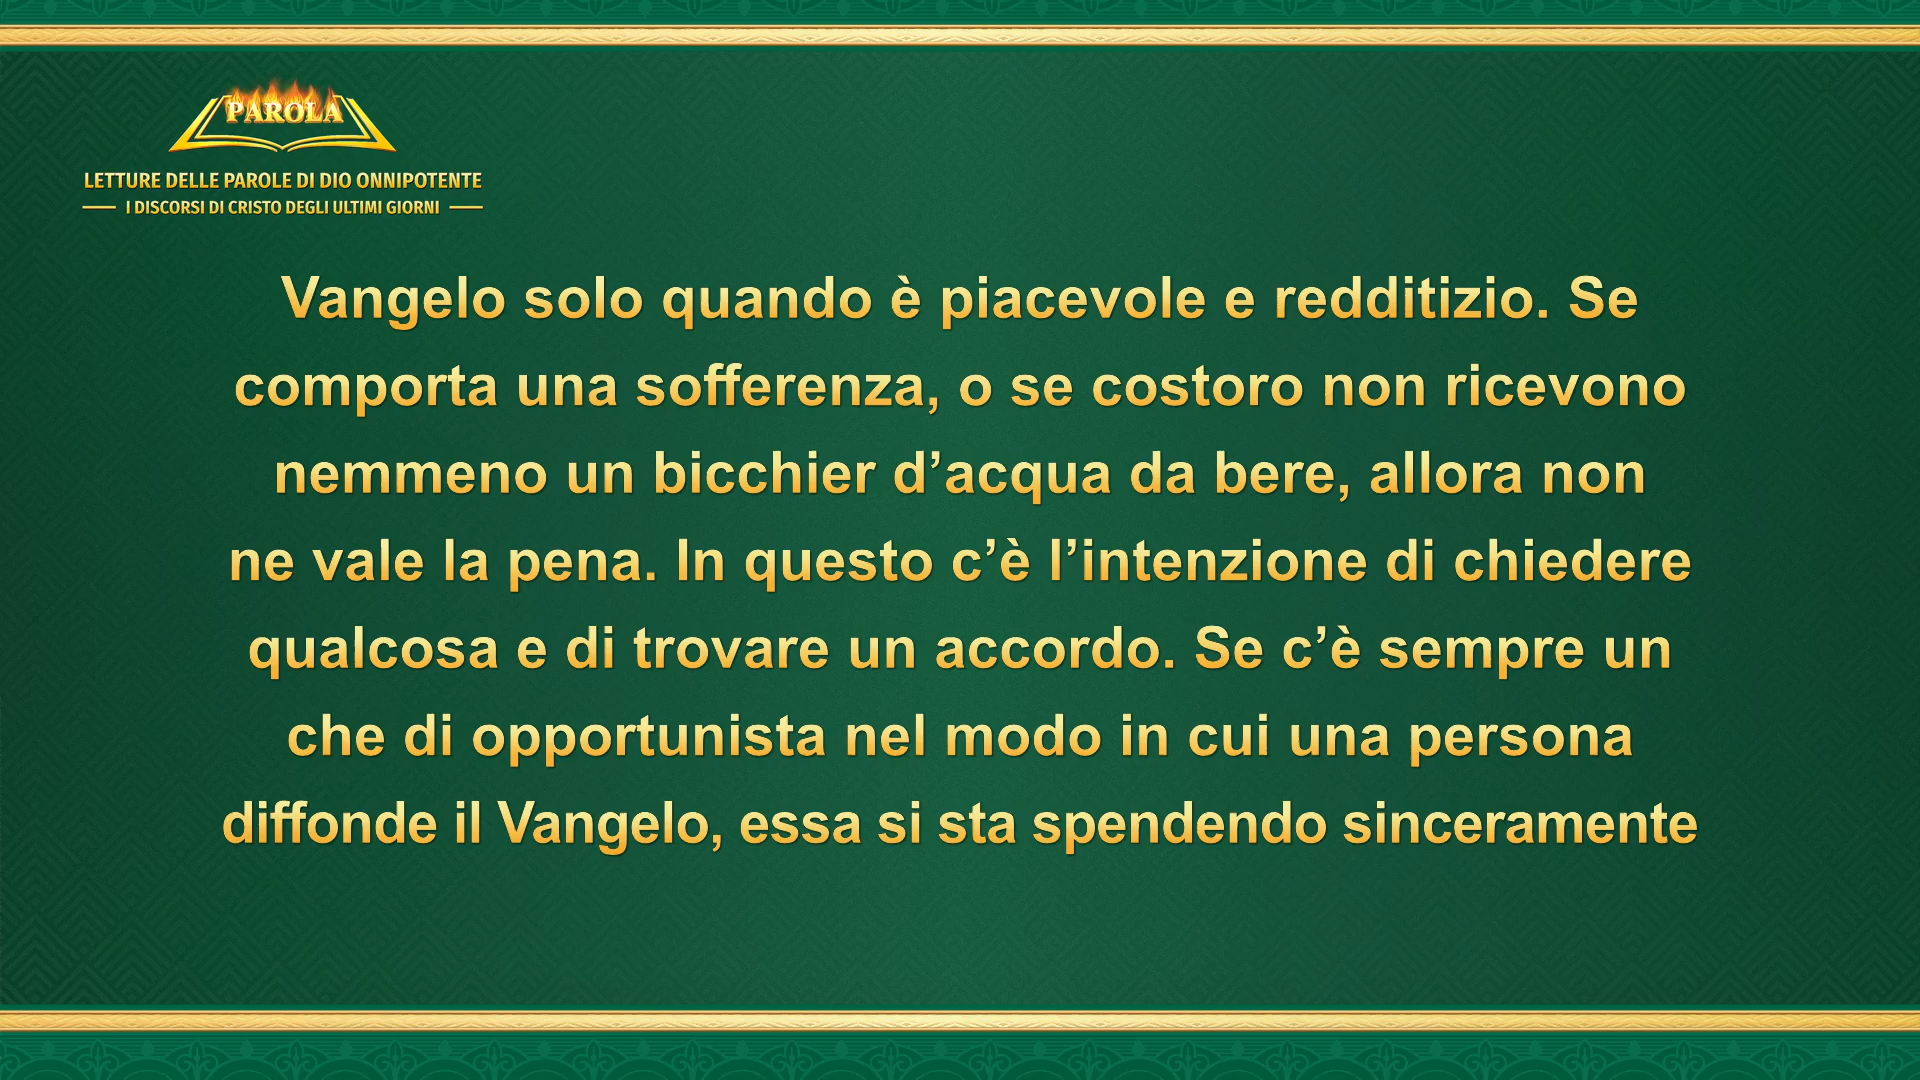 PAROLA
LETTURE DELLE PAROLE DI DIO ONNIPOTENTE
I DISCORSI DI CRISTO DEGLI ULTIMI GIORNI
Vangelo solo quando è piacevole e redditizio. Se
comporta una sofferenza, o se costoro non ricevono
nemmeno un bicchier d’acqua da bere, allora non
ne vale la pena. In questo c’è l’intenzione di chiedere
qualcosa e di trovare un accordo. Se c’è sempre un
che di opportunista nel modo in cui una persona
diffonde il Vangelo, essa si sta spendendo sinceramente